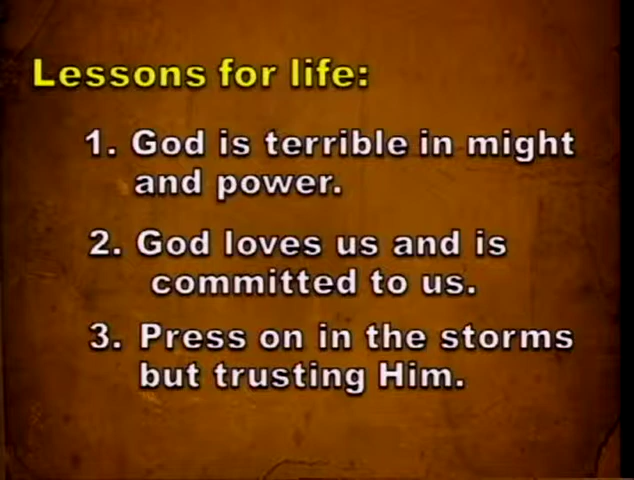 Lessons for life:
1. God is terrible in might
and power.
2. God loves us and is
committed to us.
3. Press on in the storms
but trusting Him.